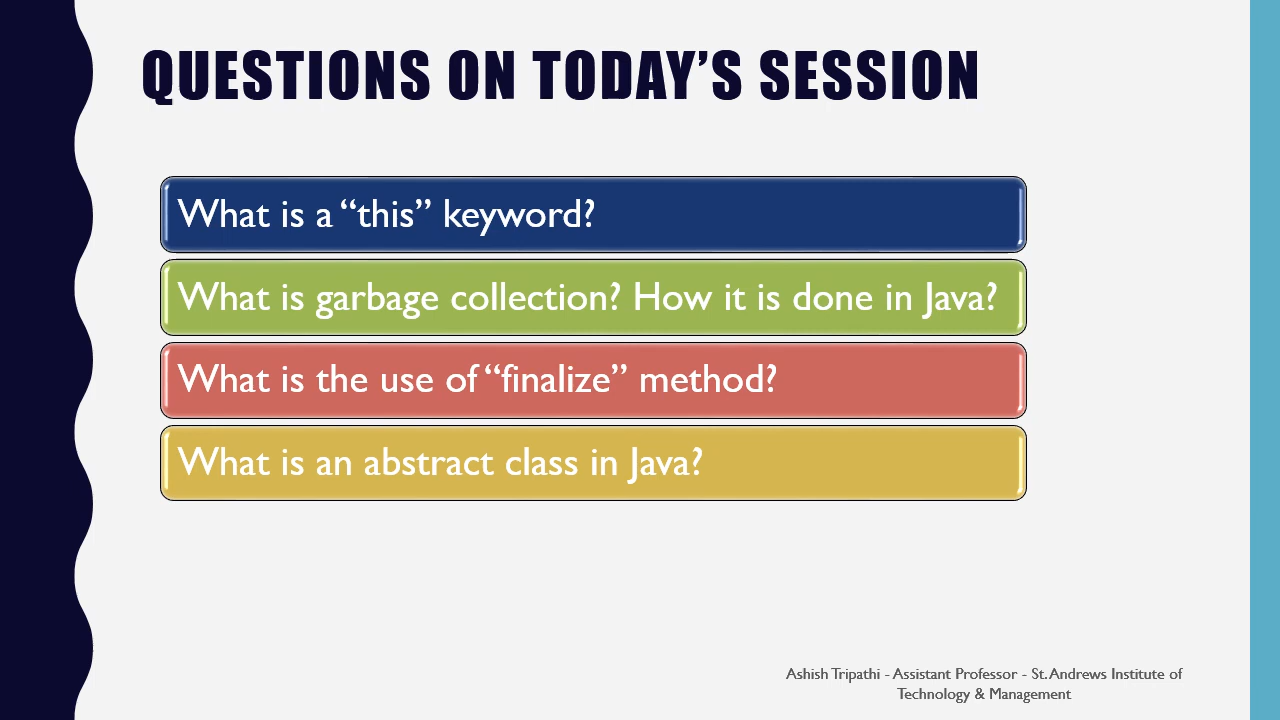 QUESTIONS ON TODAY’S SESSION
What is a “this” keyword?
What is garbage collection? How it is done in Java?
What is the use of “finalize” method?
What is an abstract class in Java?
Ashish Tripathi - Assistant Professor - St. Andrews Institute of
Technology & Management